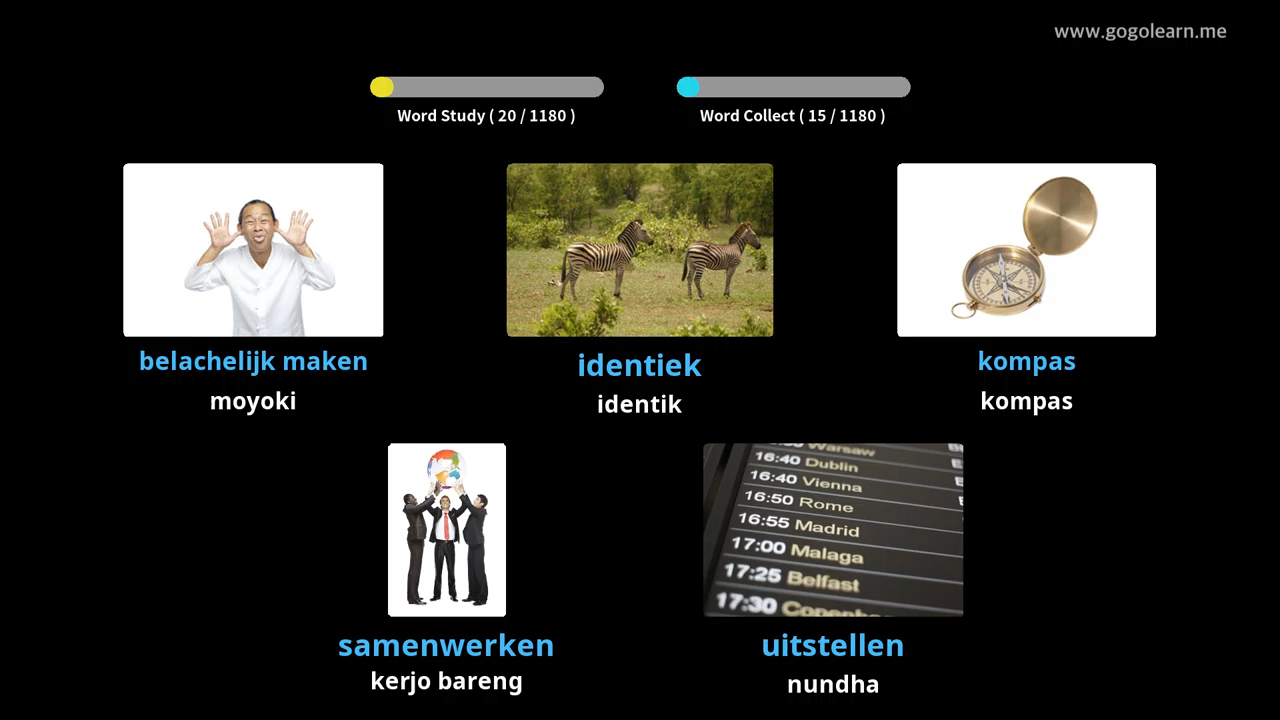 www.gogolearn.me
Word Study ( 20 / 1180 )
Word Collect ( 15 / 1180 )
belachelijk maken
moyoki
identiek
identik
kompas
kompas
Warsaw
16:40 Dublin
16:40 Vienna
16:50 Rome
16:55 Madrid
17:00 Malaga
17:25 Belfast
17:30
samenwerken
kerjo bareng
uitstellen
nundha